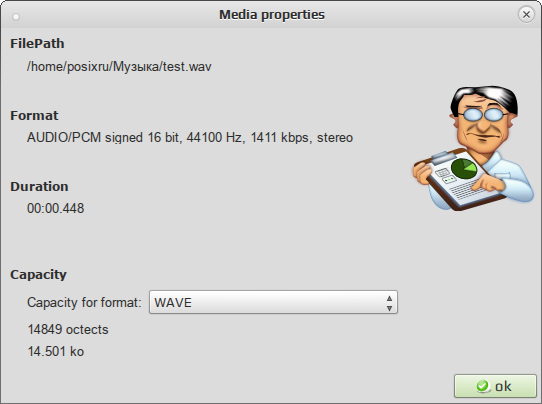 Media properties
FilePath
/home/posixru/Музыка/test.wav
Format
AUDIO/PCM signed 16 bit, 44100 Hz, 1411 kbps, stereo
Duration
00:00.448
Capacity
Capacity for format: WAVE
14849 octects
14.501 ko
ok